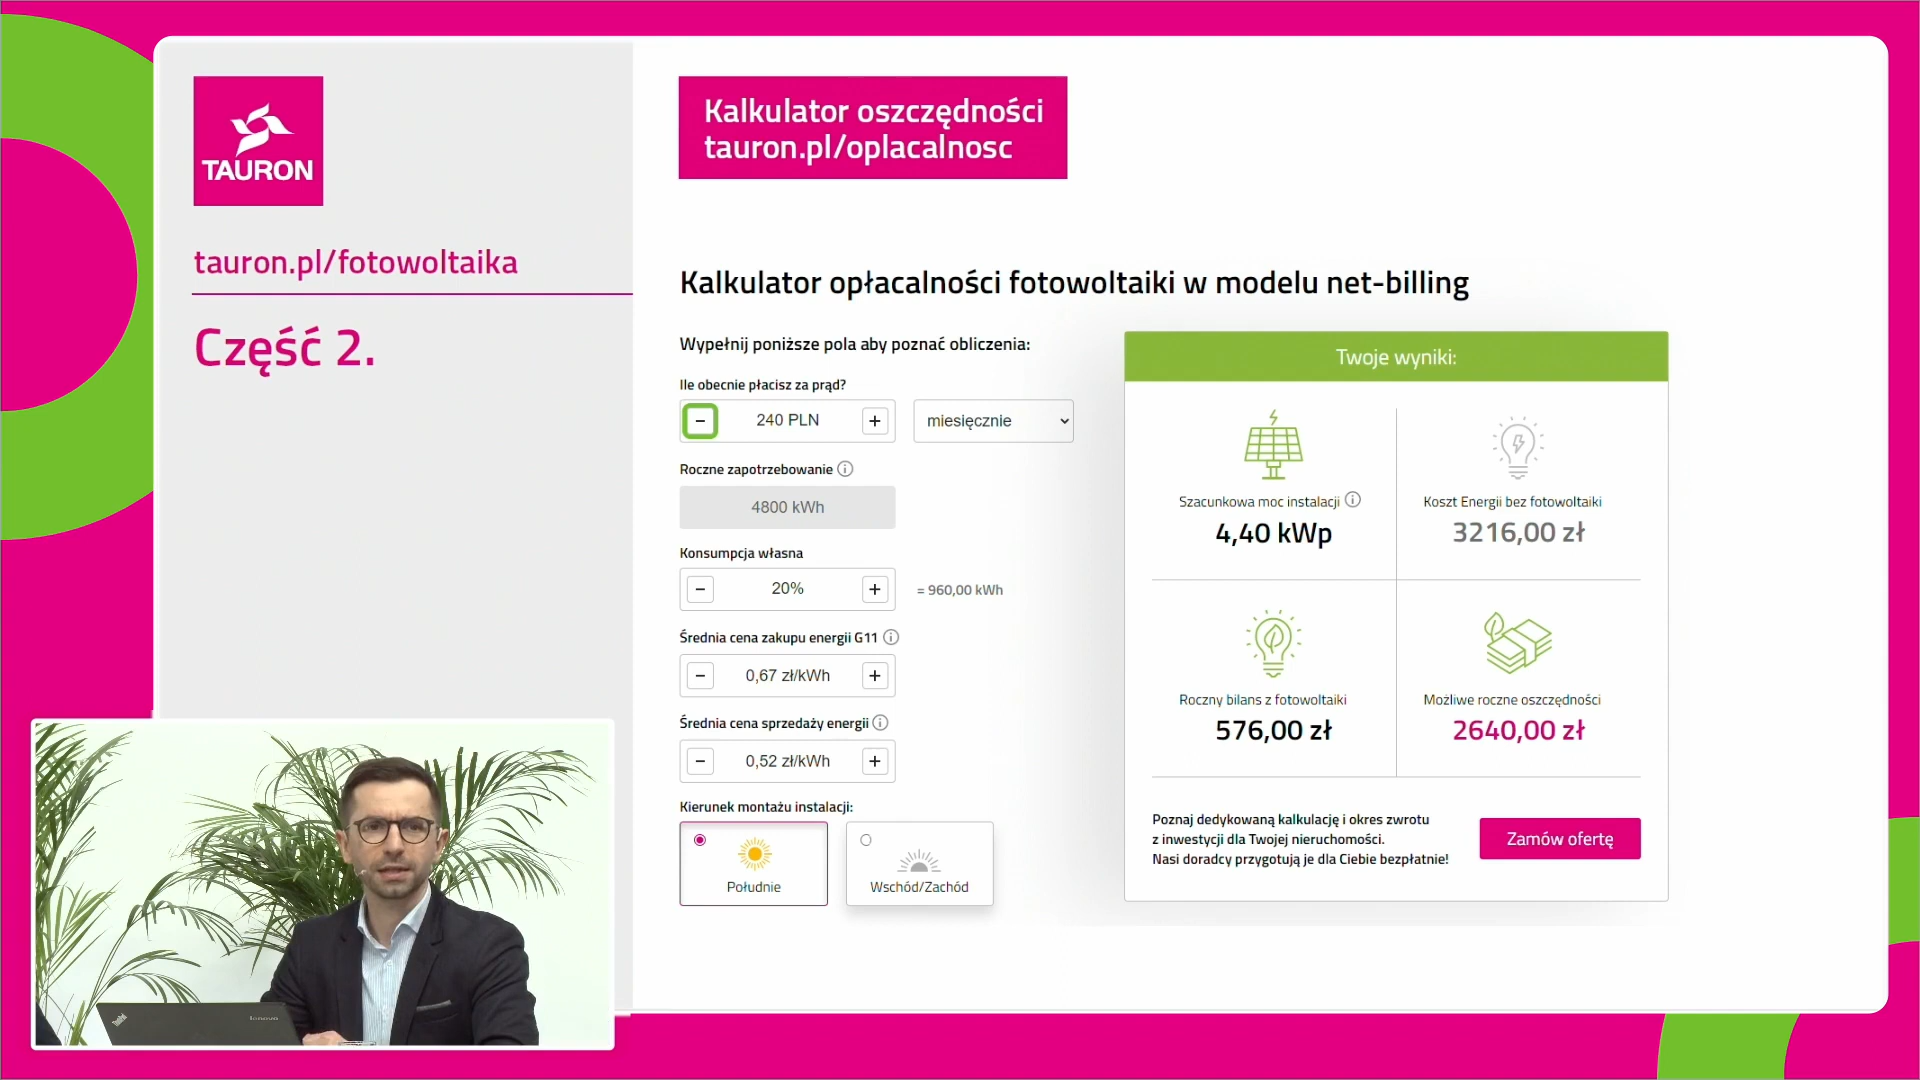 TAURON
tauron.pl/fotowoltaika
Część 2.
Kalkulator oszczędności
tauron.pl/oplacalnosc
Kalkulator opłacalności fotowoltaiki w modelu net-billing
Wypełnij poniższe pola aby poznać obliczenia:
Ile obecnie płacisz za prąd?
− 240 PLN + miesięcznie
Roczne zapotrzebowanie i
4800 kWh
Konsumpcja własna
− 20% + = 960,00 kWh
Średnia cena zakupu energii G11 i
− 0,67 zł/kWh +
Średnia cena sprzedaży energii i
− 0,52 zł/kWh +
Kierunek montażu instalacji:
Południe
Wschód/Zachód
Twoje wyniki:
Szacunkowa moc instalacji i
4,40 kWp
Koszt Energii bez fotowoltaiki
3216,00 zł
Roczny bilans z fotowoltaiki
576,00 zł
Możliwe roczne oszczędności
2640,00 zł
Poznaj dedykowaną kalkulację i okres zwrotu
z inwestycji dla Twojej nieruchomości.
Nasi doradcy przygotują je dla Ciebie bezpłatnie!
Zamów ofertę
ThinkPad
lenovo